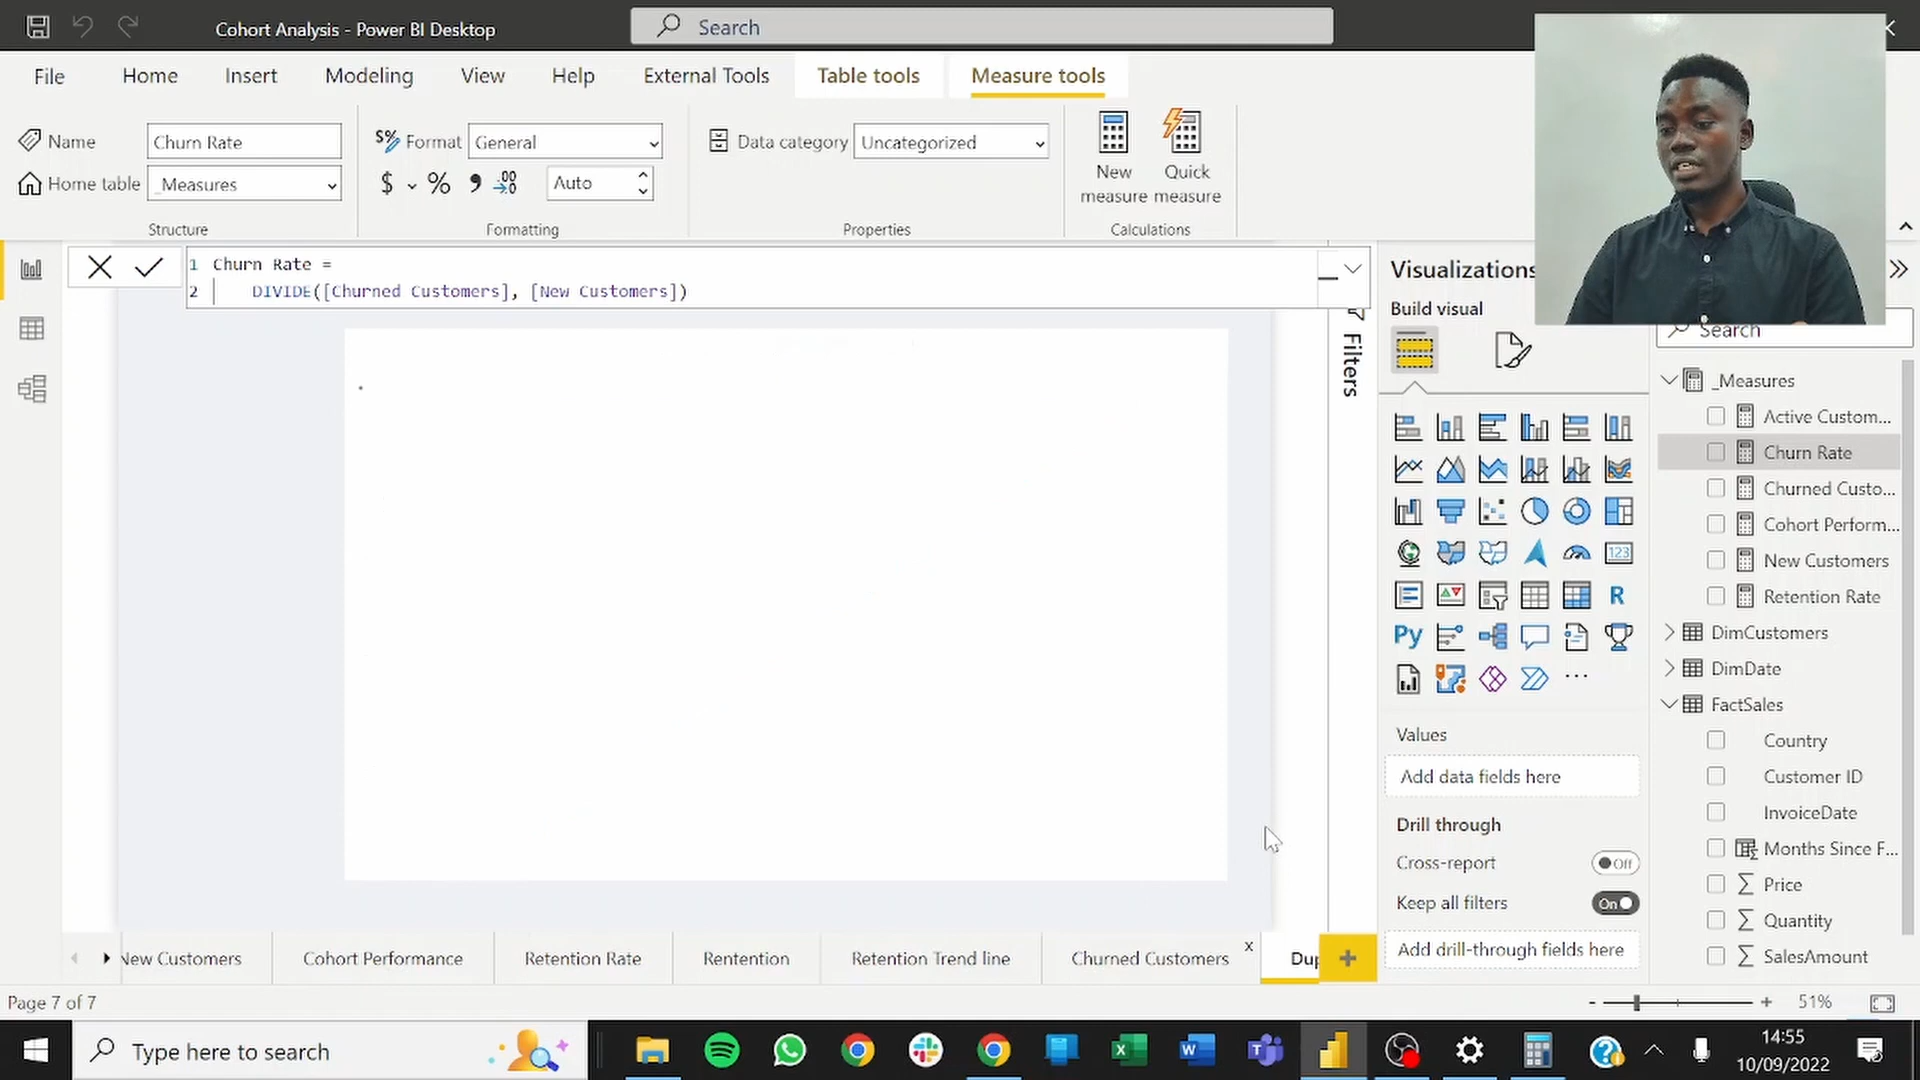 Cohort Analysis - Power BI Desktop
Search
File
Home
Insert
Modeling
View
Help
External Tools
Table tools
Measure tools
Name
Churn Rate
Format
General
Data category
Uncategorized
Home table
_Measures
$
%
Auto
New measure
Quick measure
Structure
Formatting
Properties
Calculations
1 Churn Rate =
2 DIVIDE([Churned Customers], [New Customers])
Filters
Visualizations
Build visual
123
R
Py
...
Values
Add data fields here
Drill through
Cross-report
Off
Keep all filters
On
Add drill-through fields here
Search
_Measures
Active Custom...
Churn Rate
Churned Custo...
Cohort Perform...
New Customers
Retention Rate
DimCustomers
DimDate
FactSales
Country
Customer ID
InvoiceDate
Months Since F...
Price
Quantity
SalesAmount
New Customers
Cohort Performance
Retention Rate
Rentention
Retention Trend line
Churned Customers
x
Dup
+
Page 7 of 7
- + 51%
Type here to search
14:55
10/09/2022